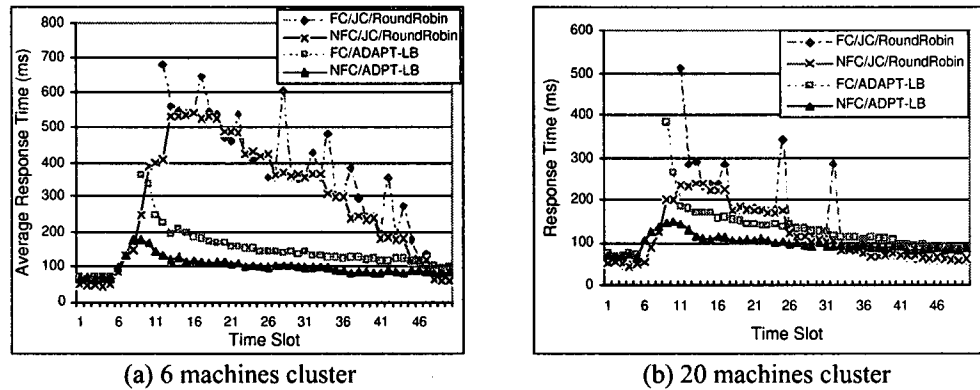 Average Response Time (ms)
800
700
600
500
400
300
200
100
0
1 6 11 16 21 26 31 36 41 46
Time Slot
FC/JC/RoundRobin
NFC/JC/RoundRobin
FC/ADAPT-LB
NFC/ADPT-LB
(a) 6 machines cluster
Response Time (ms)
600
500
400
300
200
100
0
1 6 11 16 21 26 31 36 41 46
Time Slot
FC/JC/RoundRobin
NFC/JC/RoundRobin
FC/ADAPT-LB
NFC/ADPT-LB
(b) 20 machines cluster